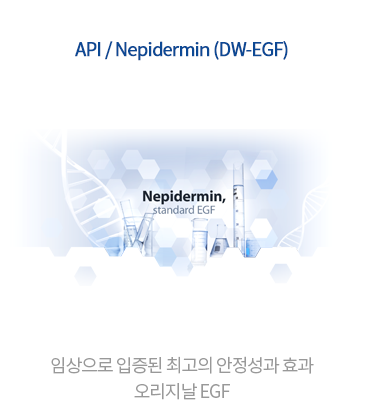 API / Nepidermin (DW-EGF)
Nepidermin,
standard EGF
임상으로 입증된 최고의 안정성과 효과
오리지날 EGF